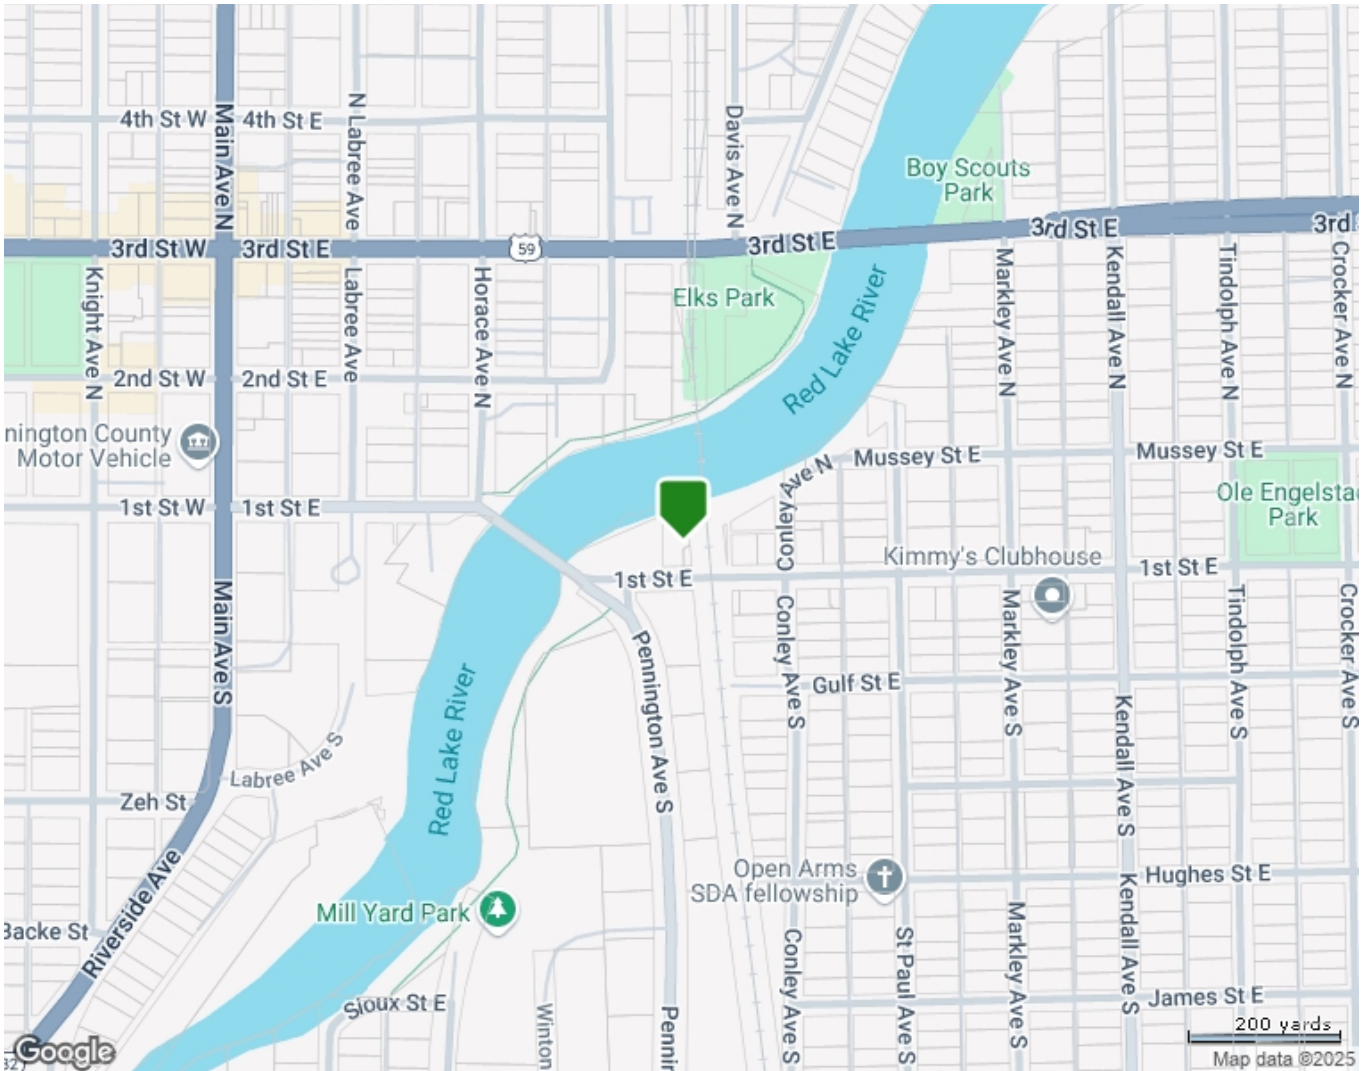 4th St W
4th St E
Main Ave N
N Labree Ave
Davis Ave N
Boy Scouts
Park
3rd St W
3rd St E
59
3rd St E
3rd St E
3rd
Knight Ave N
Labree Ave
Horace Ave N
Elks Park
Red Lake River
Markley Ave N
Kendall Ave N
Tindolph Ave N
Crocker Ave N
2nd St W
2nd St E
nington County
Motor Vehicle
Mussey St E
Mussey St E
Conley Ave N
1st St W
1st St E
Ole Engelstad
Park
Kimmy's Clubhouse
1st St E
1st St E
Main Ave S
Conley Ave S
Markley Ave S
Tindolph Ave S
Crocker Ave S
Pennington Ave S
Gulf St E
Red Lake River
Kendall Ave S
Labree Ave S
Zeh St
Riverside Ave
Open Arms
SDA fellowship
Hughes St E
Mill Yard Park
Backe St
Conley Ave S
St Paul Ave S
Markley Ave S
Kendall Ave S
Sioux St E
Winton
Pennin
James St E
200 yards
Google
32
Map data ©2025